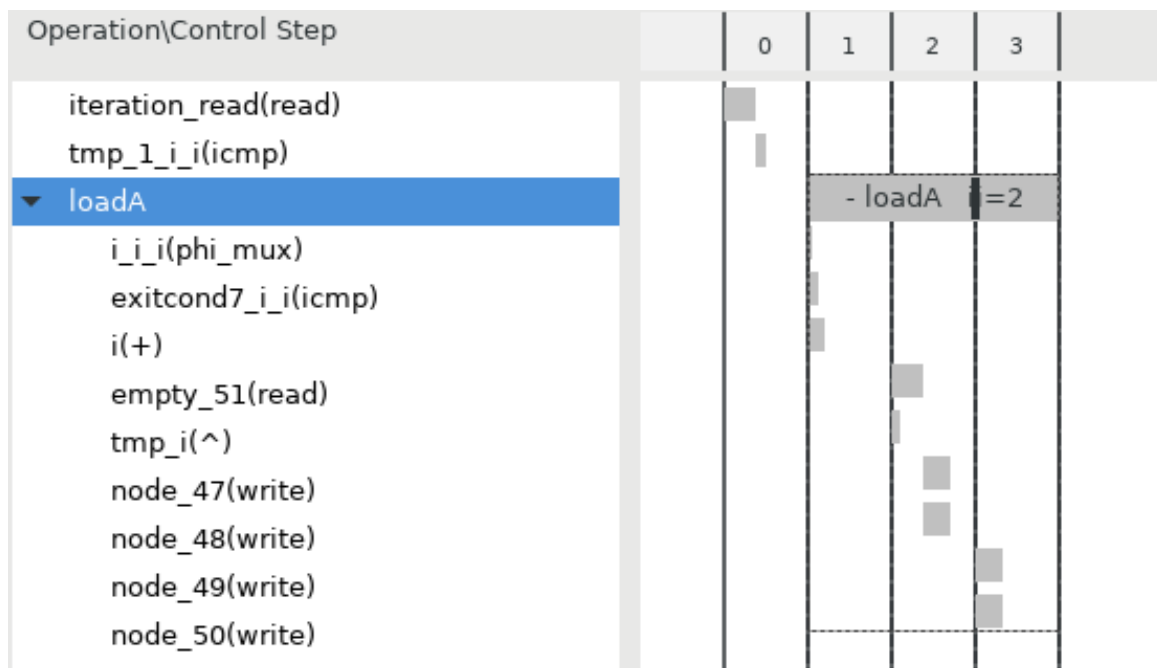 Operation\Control Step
0 1 2 3
iteration_read(read)
tmp_1_i_i(icmp)
loadA
- loadA ii=2
i_i_i(phi_mux)
exitcond7_i_i(icmp)
i(+)
empty_51(read)
tmp_i(^)
node_47(write)
node_48(write)
node_49(write)
node_50(write)